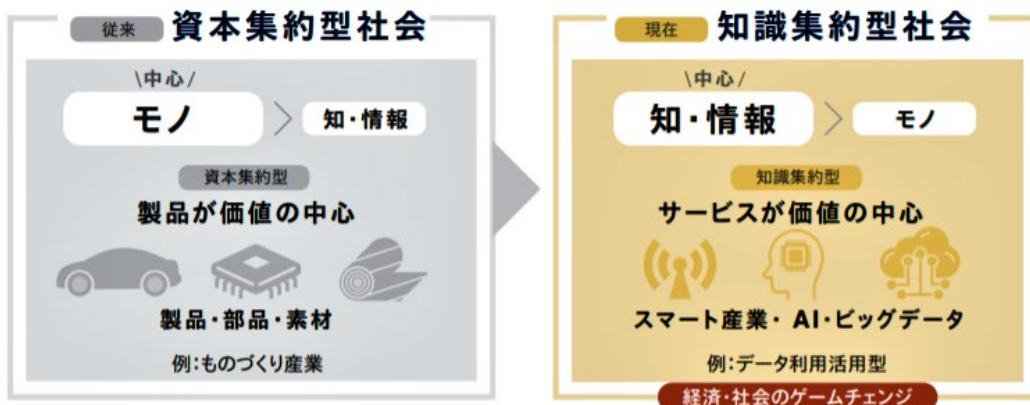 従来 資本集約型社会
\中心/
モノ > 知・情報
資本集約型
製品が価値の中心
製品・部品・素材
例:ものづくり産業
現在 知識集約型社会
\中心/
知・情報 > モノ
知識集約型
サービスが価値の中心
スマート産業・ AI・ビッグデータ
例:データ利用活用型
経済・社会のゲームチェンジ